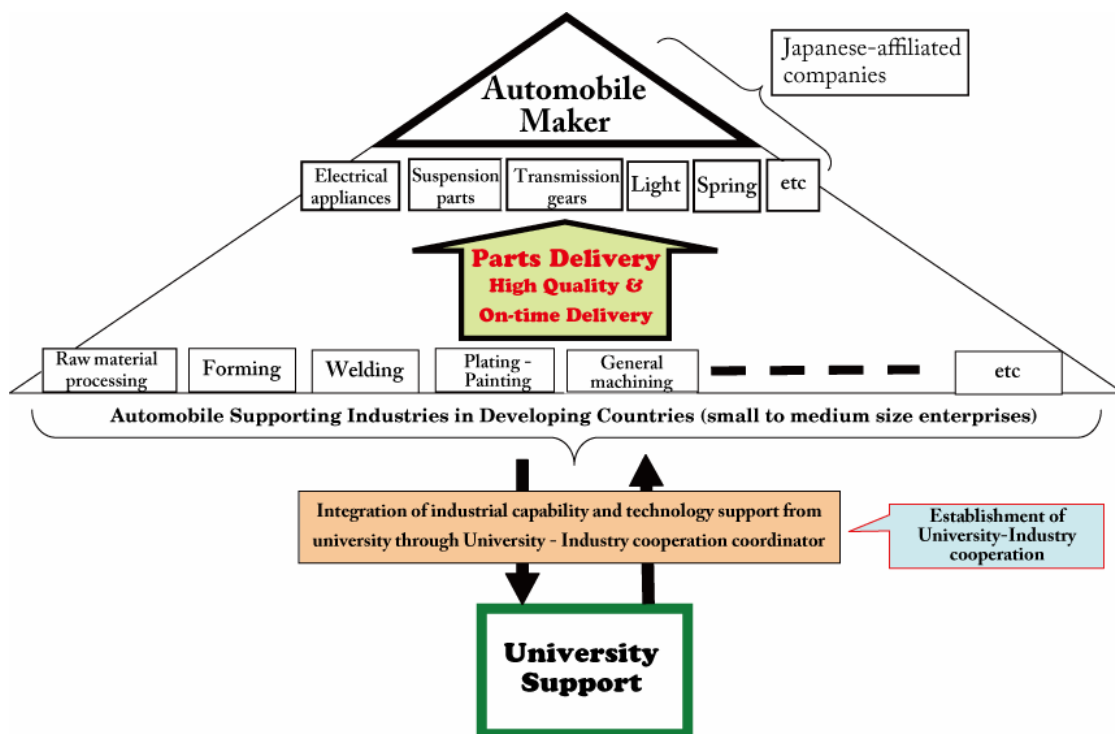 Japanese-affiliated
companies
Automobile
Maker
Electrical
appliances
Suspension
parts
Transmission
gears
Light
Spring
etc
Parts Delivery
High Quality &
On-time Delivery
Raw material
processing
Forming
Welding
Plating -
Painting
General
machining
etc
Automobile Supporting Industries in Developing Countries (small to medium size enterprises)
Integration of industrial capability and technology support from
university through University - Industry cooperation coordinator
Establishment of
University-Industry
cooperation
University
Support